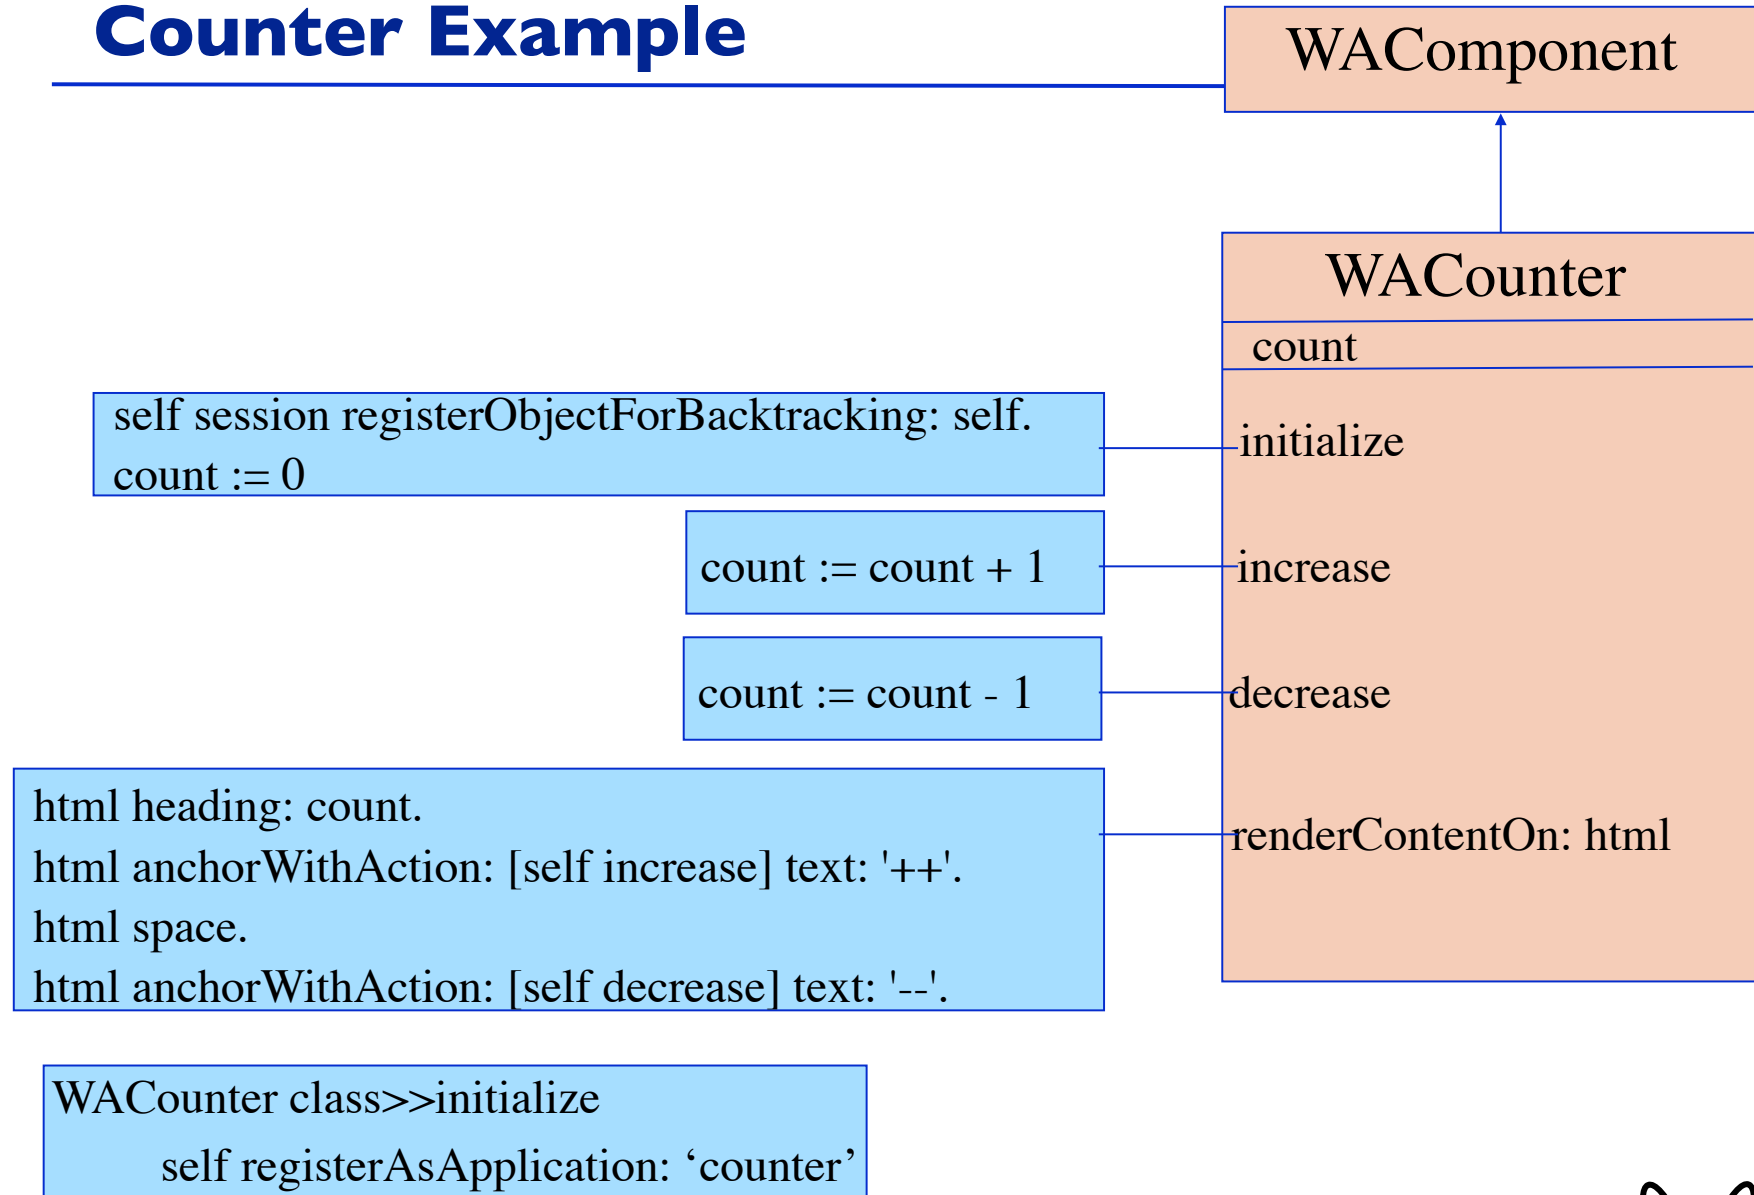 Counter Example
WAComponent
WACounter
count
self session registerObjectForBacktracking: self.
count := 0
initialize
count := count + 1
increase
count := count - 1
decrease
html heading: count.
html anchorWithAction: [self increase] text: '++'.
html space.
html anchorWithAction: [self decrease] text: '--'.
renderContentOn: html
WACounter class>>initialize
self registerAsApplication: ‘counter’